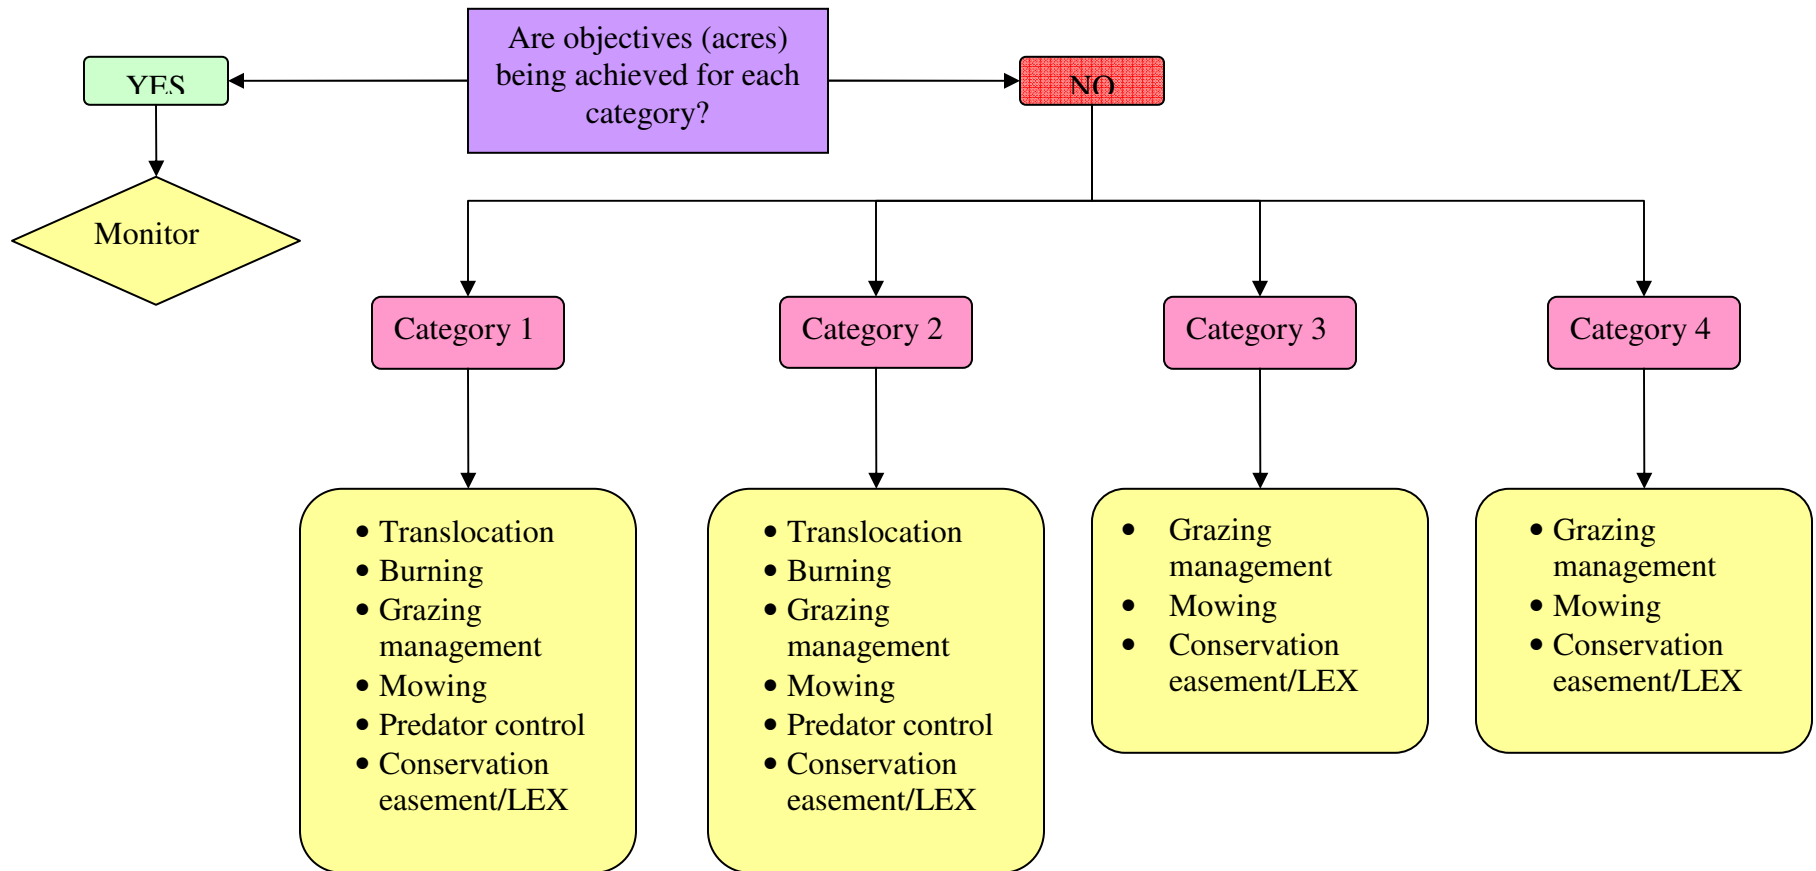 Are objectives (acres)
being achieved for each
category?
YES
NO
Monitor
Category 1
Category 2
Category 3
Category 4
• Translocation
• Burning
• Grazing
management
• Mowing
• Predator control
• Conservation
easement/LEX
• Translocation
• Burning
• Grazing
management
• Mowing
• Predator control
• Conservation
easement/LEX
• Grazing
management
• Mowing
• Conservation
easement/LEX
• Grazing
management
• Mowing
• Conservation
easement/LEX